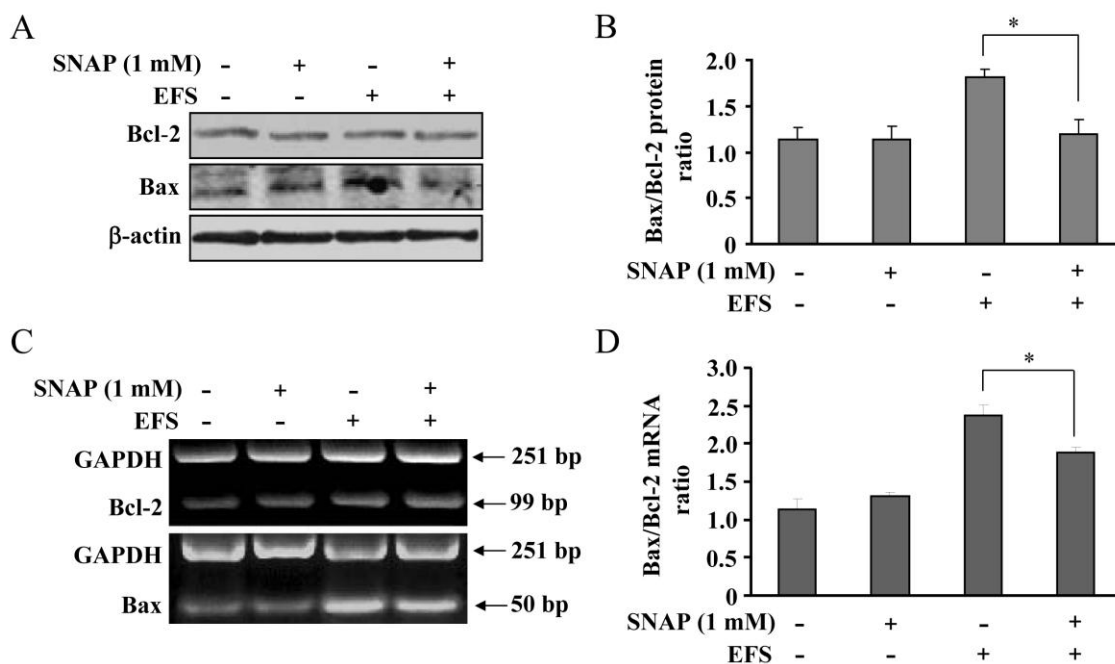 A
SNAP (1 mM) - + - +
EFS - - + +
Bcl-2
Bax
β-actin
B
Bax/Bcl-2 protein
ratio
2.0
1.5
1.0
0.5
0
*
SNAP (1 mM) - + - +
EFS - - + +
C
SNAP (1 mM) - + - +
EFS - - + +
GAPDH ← 251 bp
Bcl-2 ← 99 bp
GAPDH ← 251 bp
Bax ← 50 bp
D
Bax/Bcl-2 mRNA
ratio
3.0
2.5
2.0
1.5
1.0
0.5
0
*
SNAP (1 mM) - + - +
EFS - - + +